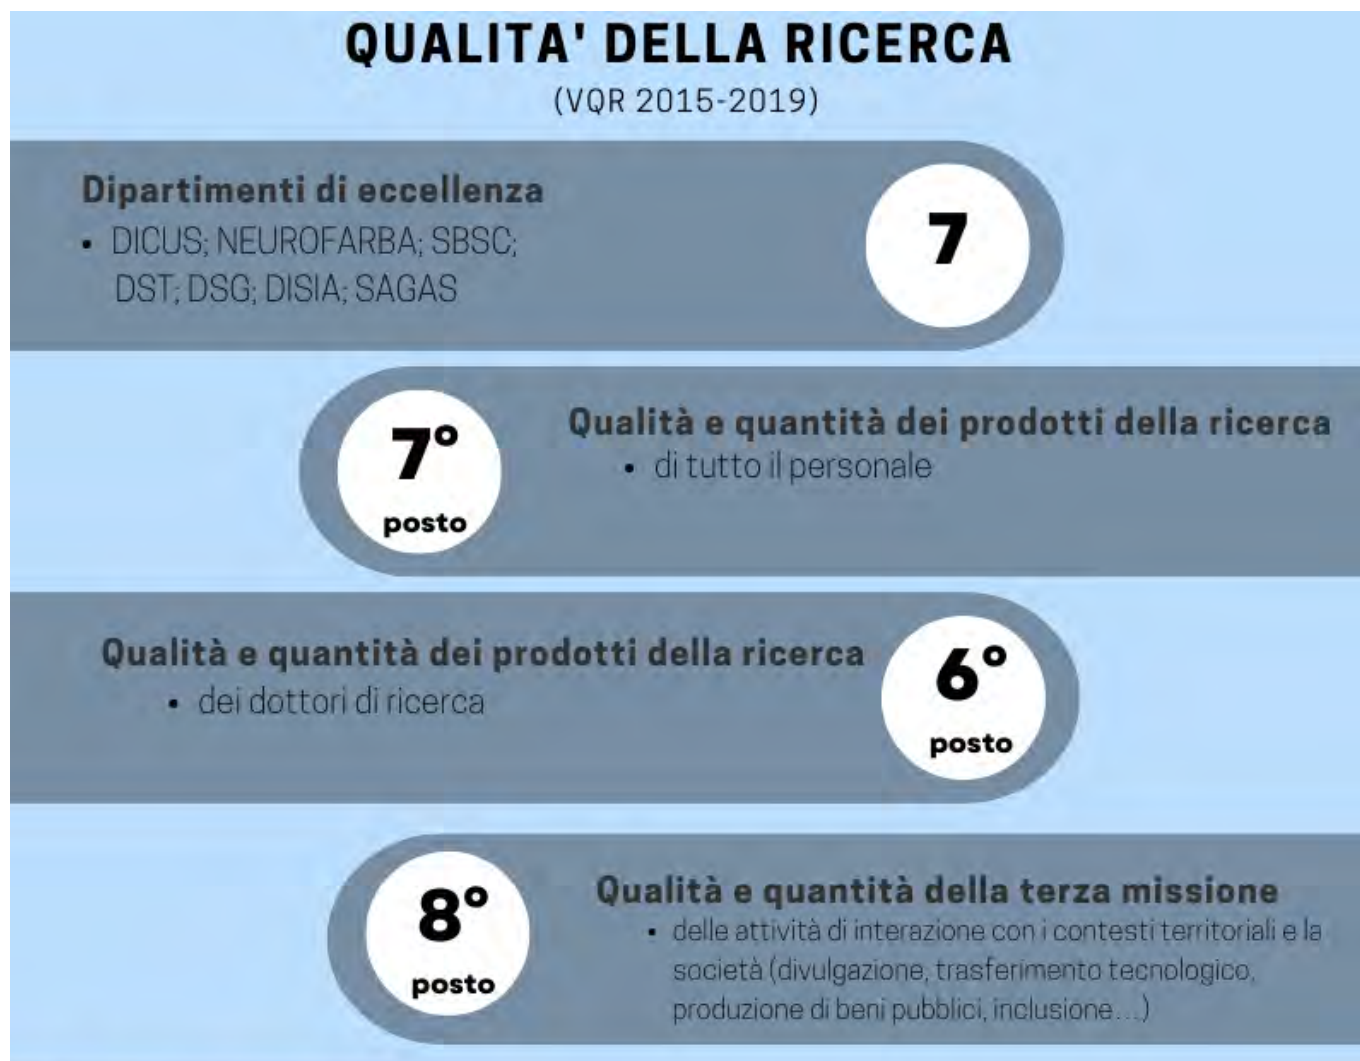 QUALITA' DELLA RICERCA
(VQR 2015-2019)
Dipartimenti di eccellenza
• DICUS; NEUROFARBA; SBSC;
DST; DSG; DISIA; SAGAS
7
7°
posto
Qualità e quantità dei prodotti della ricerca
• di tutto il personale
Qualità e quantità dei prodotti della ricerca
• dei dottori di ricerca
6°
posto
8°
posto
Qualità e quantità della terza missione
• delle attività di interazione con i contesti territoriali e la
società (divulgazione, trasferimento tecnologico,
produzione di beni pubblici, inclusione...)